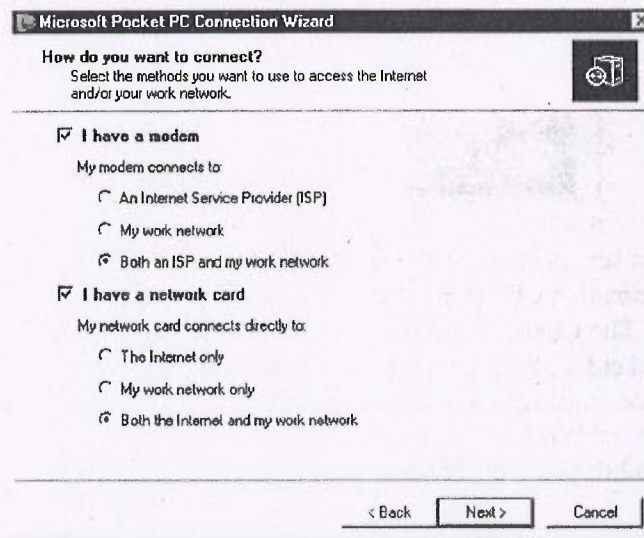 Microsoft Pocket PC Connection Wizard
How do you want to connect?
Select the methods you want to use to access the Internet
and/or your work network.
I have a modem
My modem connects to:
An Internet Service Provider (ISP)
My work network
Both an ISP and my work network
I have a network card
My network card connects directly to:
The Internet only
My work network only
Both the Internet and my work network
< Back
Next >
Cancel